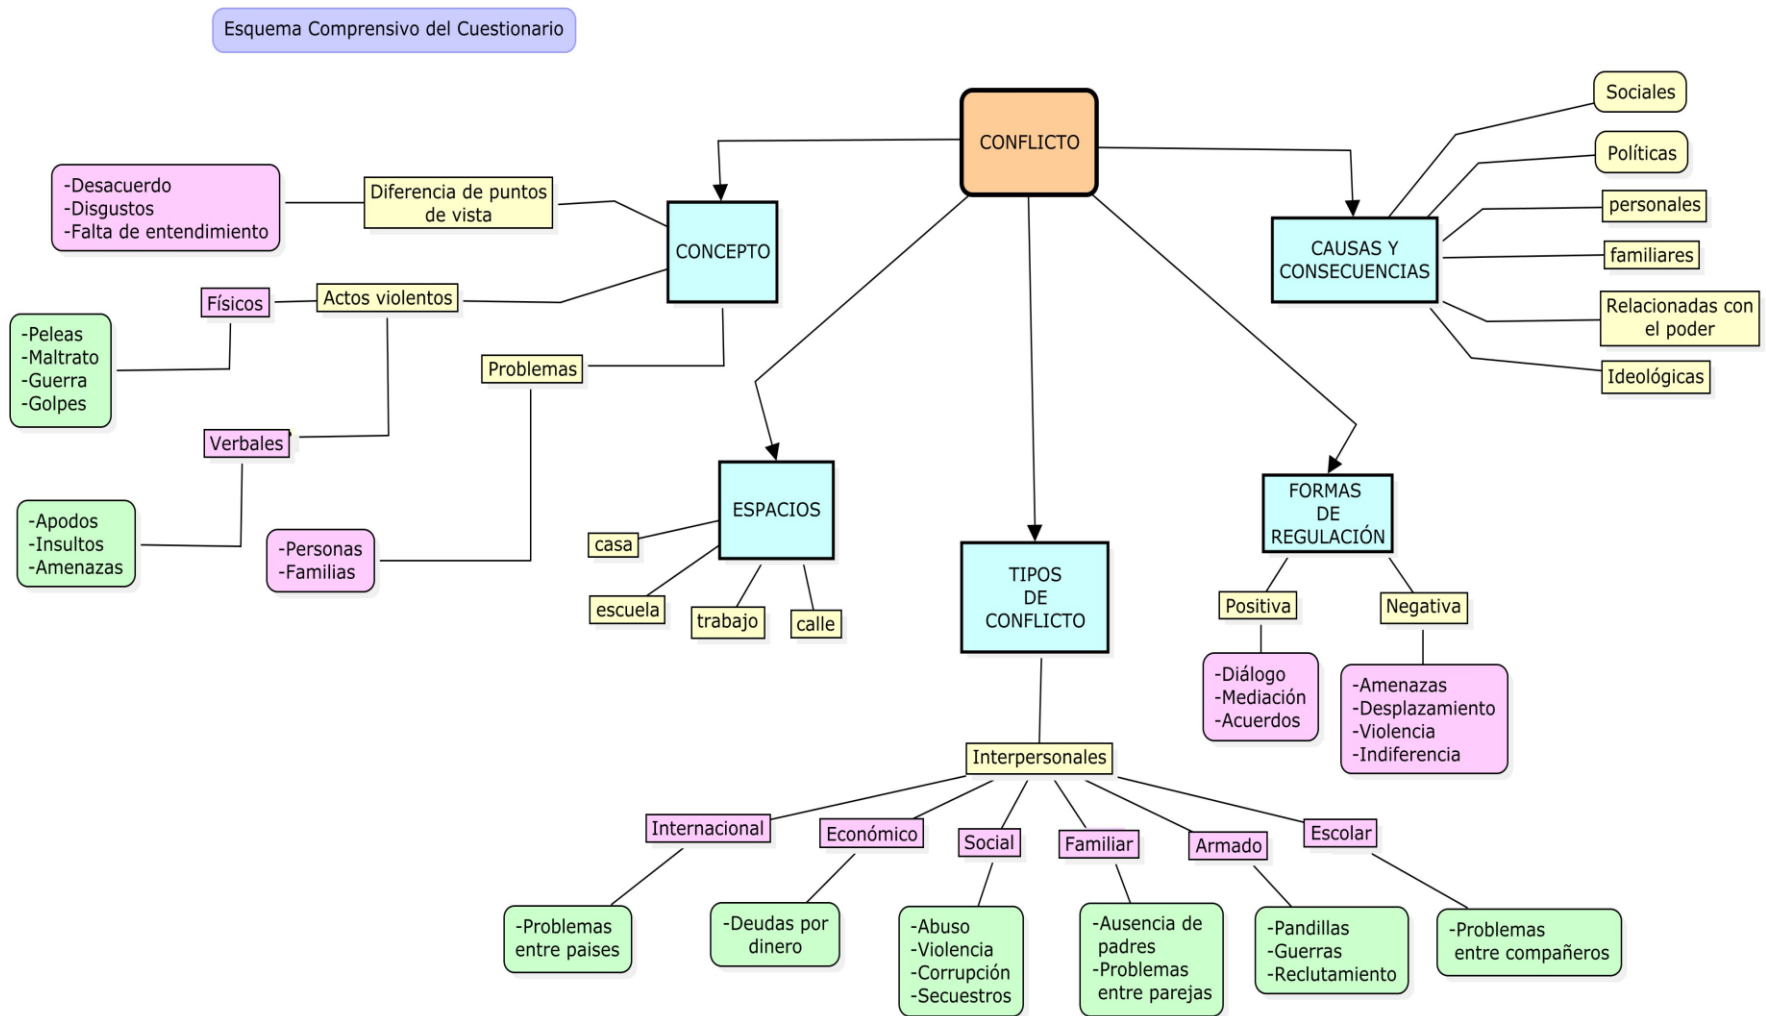 Esquema Comprensivo del Cuestionario
CONFLICTO
CONCEPTO
Diferencia de puntos
de vista
-Desacuerdo
-Disgustos
-Falta de entendimiento
Actos violentos
Físicos
-Peleas
-Maltrato
-Guerra
-Golpes
Verbales
-Apodos
-Insultos
-Amenazas
Problemas
-Personas
-Familias
ESPACIOS
casa
escuela
trabajo
calle
TIPOS
DE
CONFLICTO
Interpersonales
Internacional
-Problemas
entre paises
Económico
-Deudas por
dinero
Social
-Abuso
-Violencia
-Corrupción
-Secuestros
Familiar
-Ausencia de
padres
-Problemas
entre parejas
Armado
-Pandillas
-Guerras
-Reclutamiento
Escolar
-Problemas
entre compañeros
FORMAS
DE
REGULACIÓN
Positiva
-Diálogo
-Mediación
-Acuerdos
Negativa
-Amenazas
-Desplazamiento
-Violencia
-Indiferencia
CAUSAS Y
CONSECUENCIAS
Sociales
Políticas
personales
familiares
Relacionadas con
el poder
Ideológicas